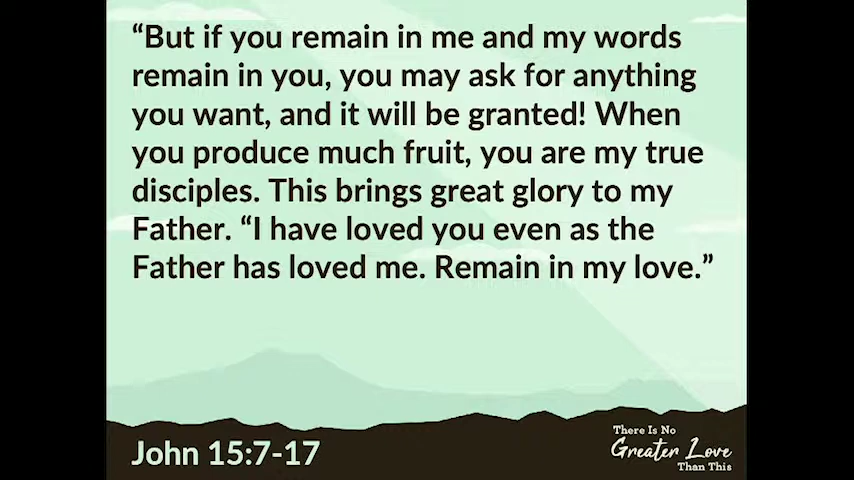 “But if you remain in me and my words
remain in you, you may ask for anything
you want, and it will be granted! When
you produce much fruit, you are my true
disciples. This brings great glory to my
Father. “I have loved you even as the
Father has loved me. Remain in my love.”
John 15:7-17
There Is No
Greater Love
Than This